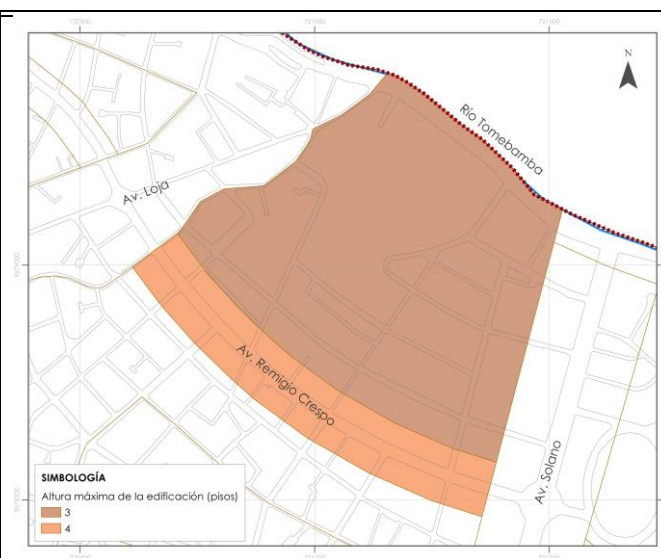 N
Río Tomebamba
Av. Loja
Av. Remigio Crespo
Av. Solano
SIMBOLOGÍA
Altura máxima de la edificación (pisos)
3
4